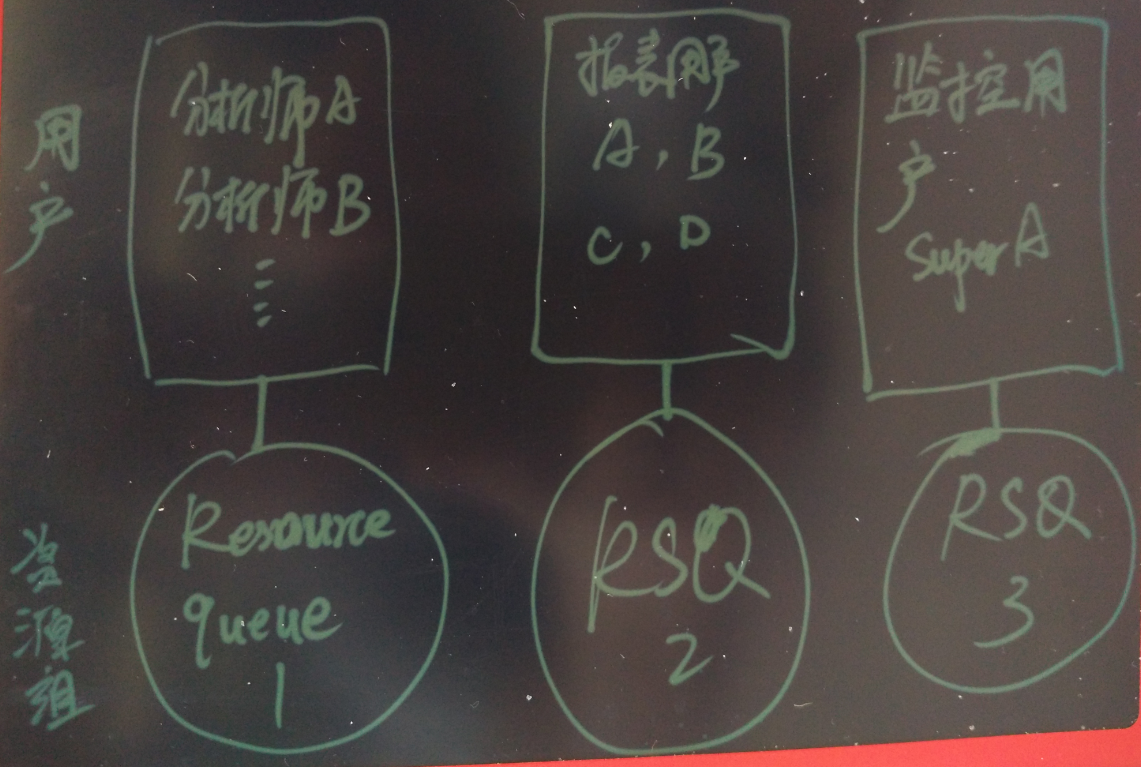 用户
分析师A
分析师B
报表用户
A,B
C,D
监控用
户
SuperA
资源组
Resource
queue
1
RSQ
2
RSQ
3